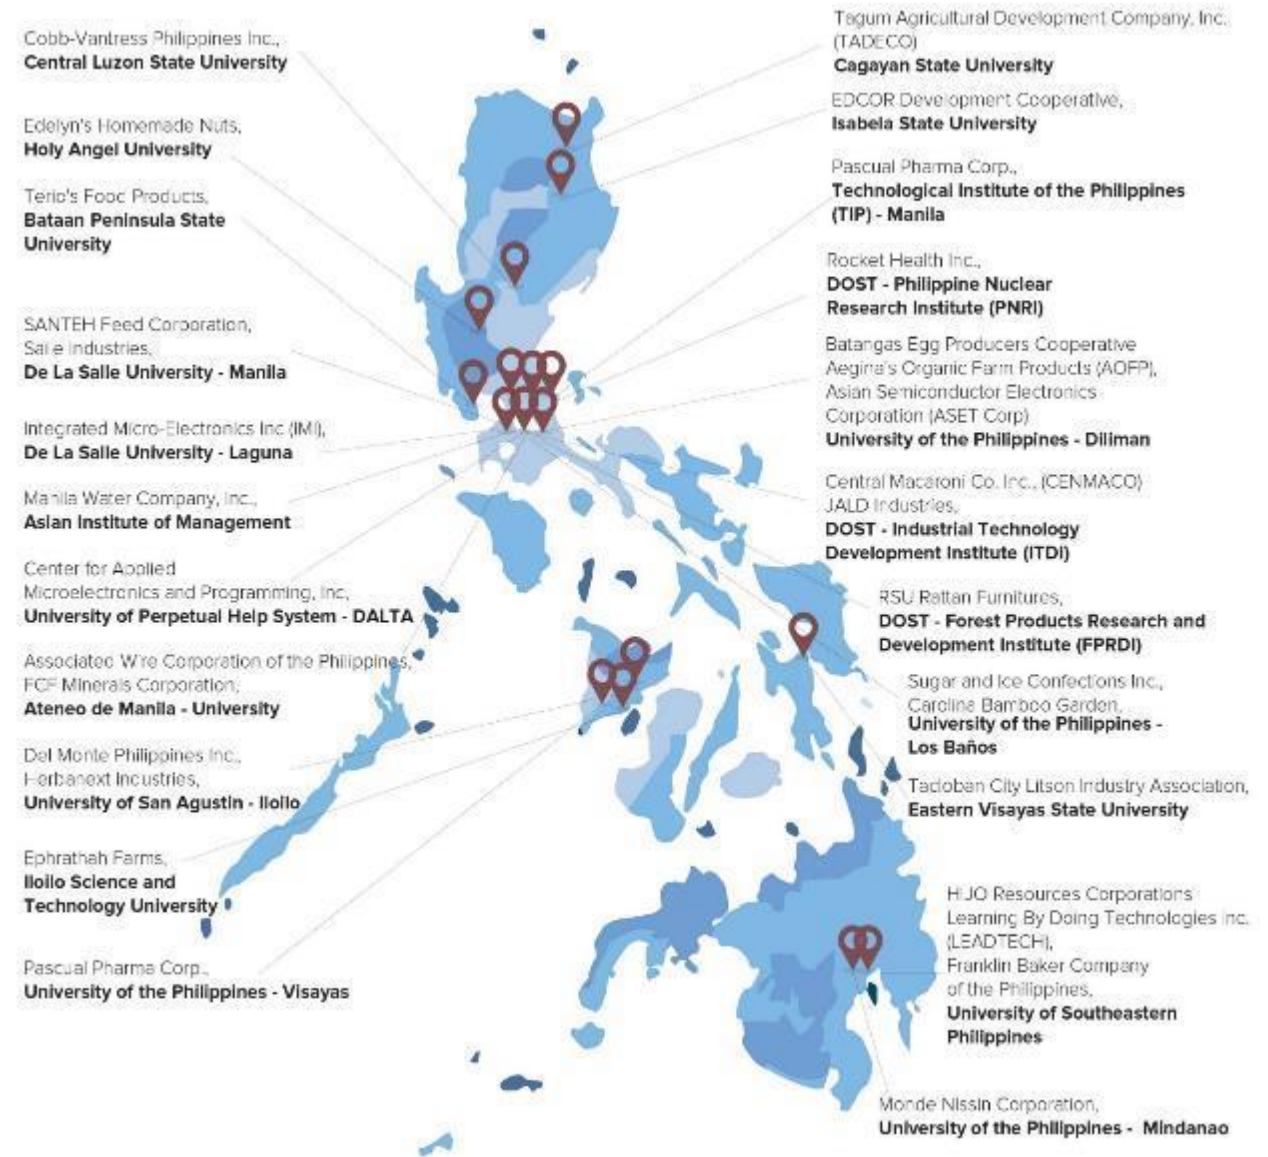 Cobb-Vantress Philippines Inc.,
Central Luzon State University
Edelyn's Homemade Nuts,
Holy Angel University
Terio's Food Products,
Bataan Peninsula State
University
SANTEH Feed Corporation,
Salle Industries,
De La Salle University - Manila
Integrated Micro-Electronics Inc (IMI),
De La Salle University - Laguna
Manila Water Company, Inc.,
Asian Institute of Management
Center for Applied
Microelectronics and Programming, Inc,
University of Perpetual Help System - DALTA
Associated Wire Corporation of the Philippines,
FCF Minerals Corporation,
Ateneo de Manila - University
Del Monte Philippines Inc.,
Herbanext Industries,
University of San Agustin - Iloilo
Ephrathah Farms,
Iloilo Science and
Technology University
Pascual Pharma Corp.,
University of the Philippines - Visayas
Tagum Agricultural Development Company, Inc.
(TADECO)
Cagayan State University
EDCOR Development Cooperative,
Isabela State University
Pascual Pharma Corp.,
Technological Institute of the Philippines
(TIP) - Manila
Rocket Health Inc.,
DOST - Philippine Nuclear
Research Institute (PNRI)
Batangas Egg Producers Cooperative
Aegina's Organic Farm Products (AOFP),
Asian Semiconductor Electronics
Corporation (ASET Corp)
University of the Philippines - Diliman
Central Macaroni Co. Inc., (CENMACO)
JALD Industries,
DOST - Industrial Technology
Development Institute (ITDI)
RSU Rattan Furnitures,
DOST - Forest Products Research and
Development Institute (FPRDI)
Sugar and Ice Confections Inc.,
Carolina Bamboo Garden,
University of the Philippines -
Los Baños
Tacloban City Litson Industry Association,
Eastern Visayas State University
HIJO Resources Corporations
Learning By Doing Technologies Inc.
(LEADTECH),
Franklin Baker Company
of the Philippines,
University of Southeastern
Philippines
Monde Nissin Corporation,
University of the Philippines - Mindanao